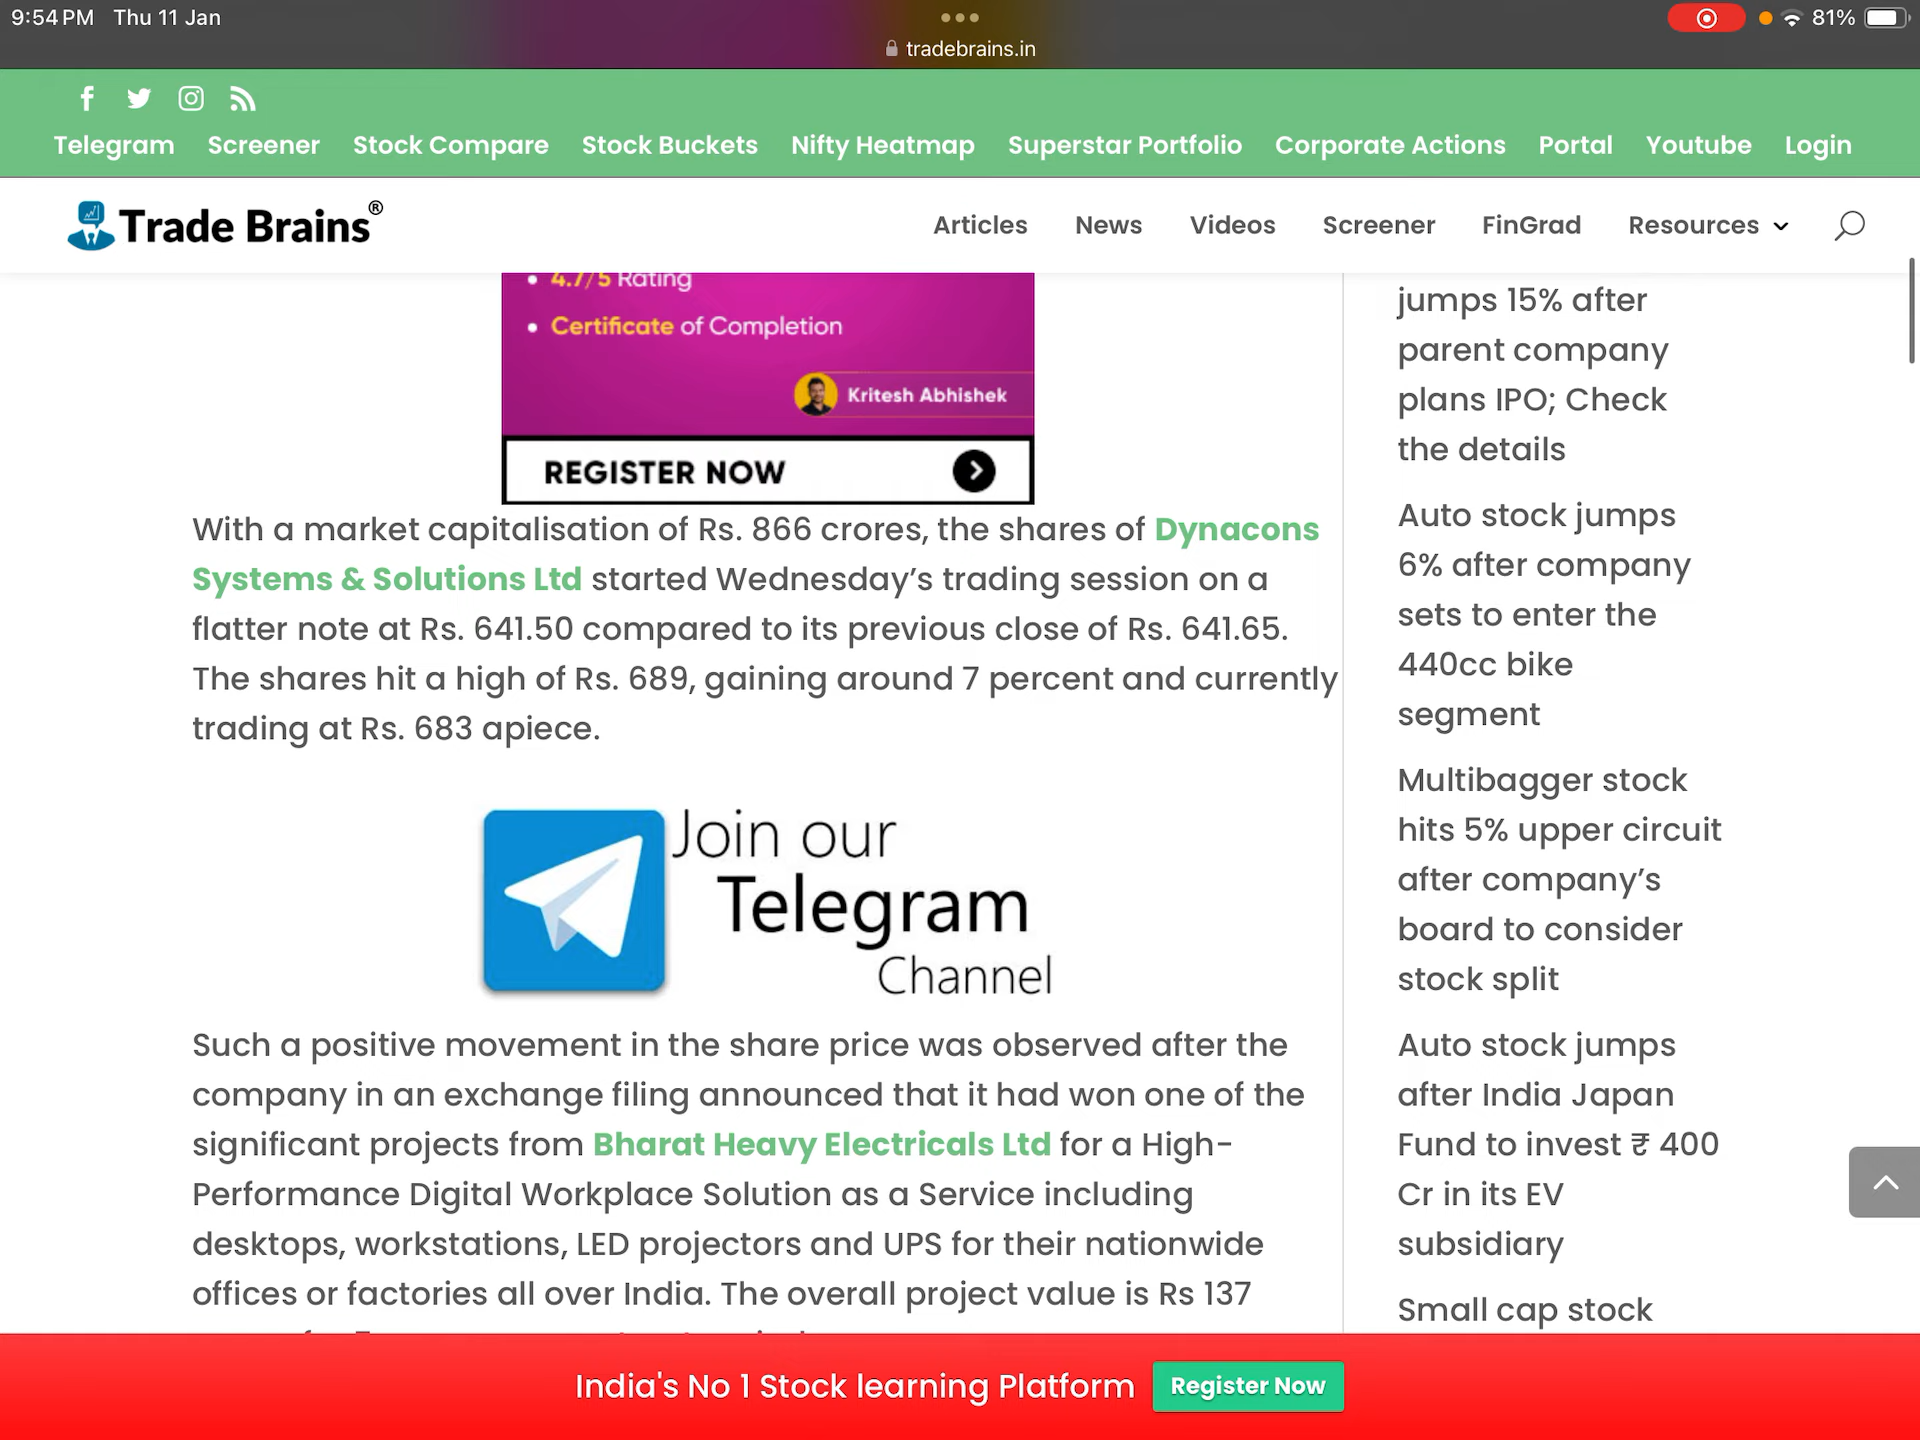 9:54 PM Thu 11 Jan
81%
tradebrains.in
Telegram Screener Stock Compare Stock Buckets Nifty Heatmap Superstar Portfolio Corporate Actions Portal Youtube Login
Trade Brains®
Articles News Videos Screener FinGrad Resources
• 4.7/5 Rating
• Certificate of Completion
Kritesh Abhishek
REGISTER NOW
With a market capitalisation of Rs. 866 crores, the shares of Dynacons
Systems & Solutions Ltd started Wednesday’s trading session on a
flatter note at Rs. 641.50 compared to its previous close of Rs. 641.65.
The shares hit a high of Rs. 689, gaining around 7 percent and currently
trading at Rs. 683 apiece.
Join our
Telegram
Channel
Such a positive movement in the share price was observed after the
company in an exchange filing announced that it had won one of the
significant projects from Bharat Heavy Electricals Ltd for a High-
Performance Digital Workplace Solution as a Service including
desktops, workstations, LED projectors and UPS for their nationwide
offices or factories all over India. The overall project value is Rs 137
jumps 15% after
parent company
plans IPO; Check
the details
Auto stock jumps
6% after company
sets to enter the
440cc bike
segment
Multibagger stock
hits 5% upper circuit
after company’s
board to consider
stock split
Auto stock jumps
after India Japan
Fund to invest ₹ 400
Cr in its EV
subsidiary
Small cap stock
India's No 1 Stock learning Platform
Register Now